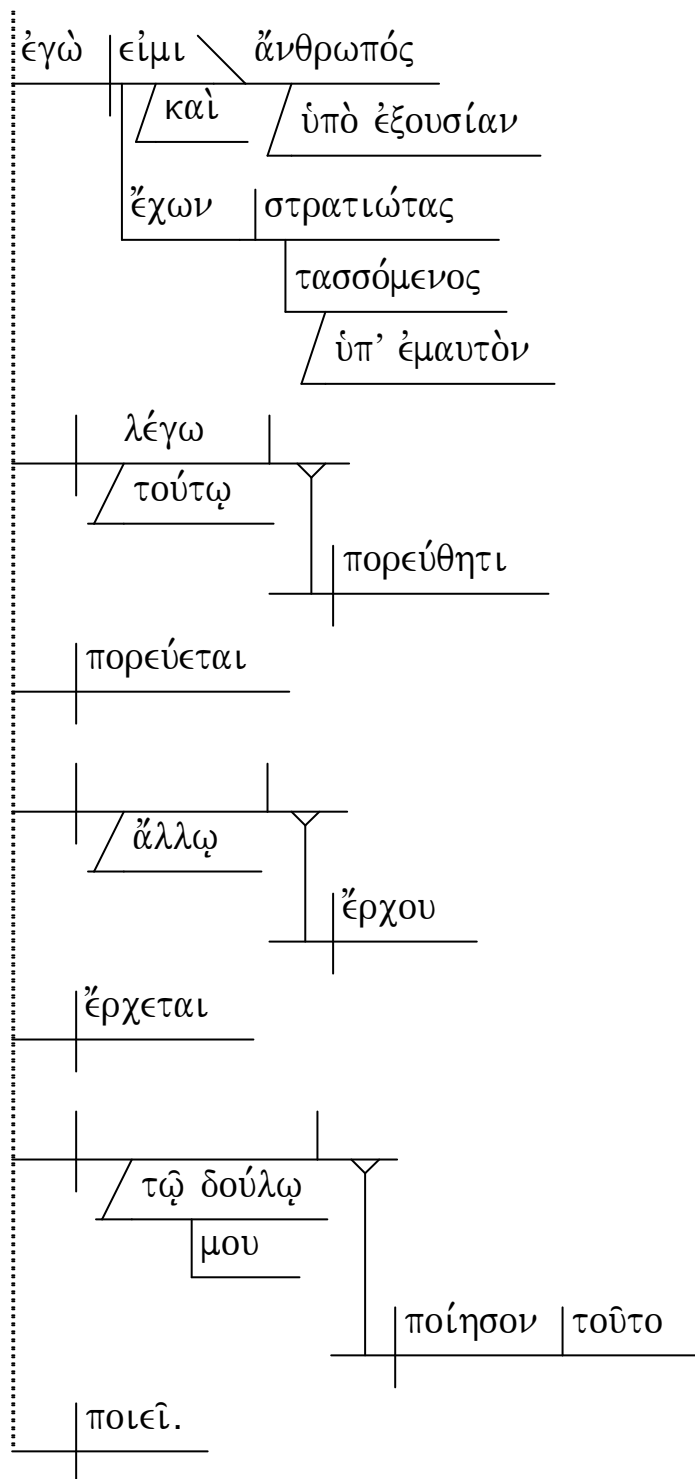 ἐγὼ εἰμι ἄνθρωπός
καὶ ὑπὸ ἐξουσίαν
ἔχων στρατιώτας
τασσόμενος
ὑπ’ ἐμαυτὸν
λέγω
τούτῳ
πορεύθητι
πορεύεται
ἄλλῳ
ἔρχου
ἔρχεται
τῷ δούλῳ
μου
ποίησον τοῦτο
ποιεῖ.